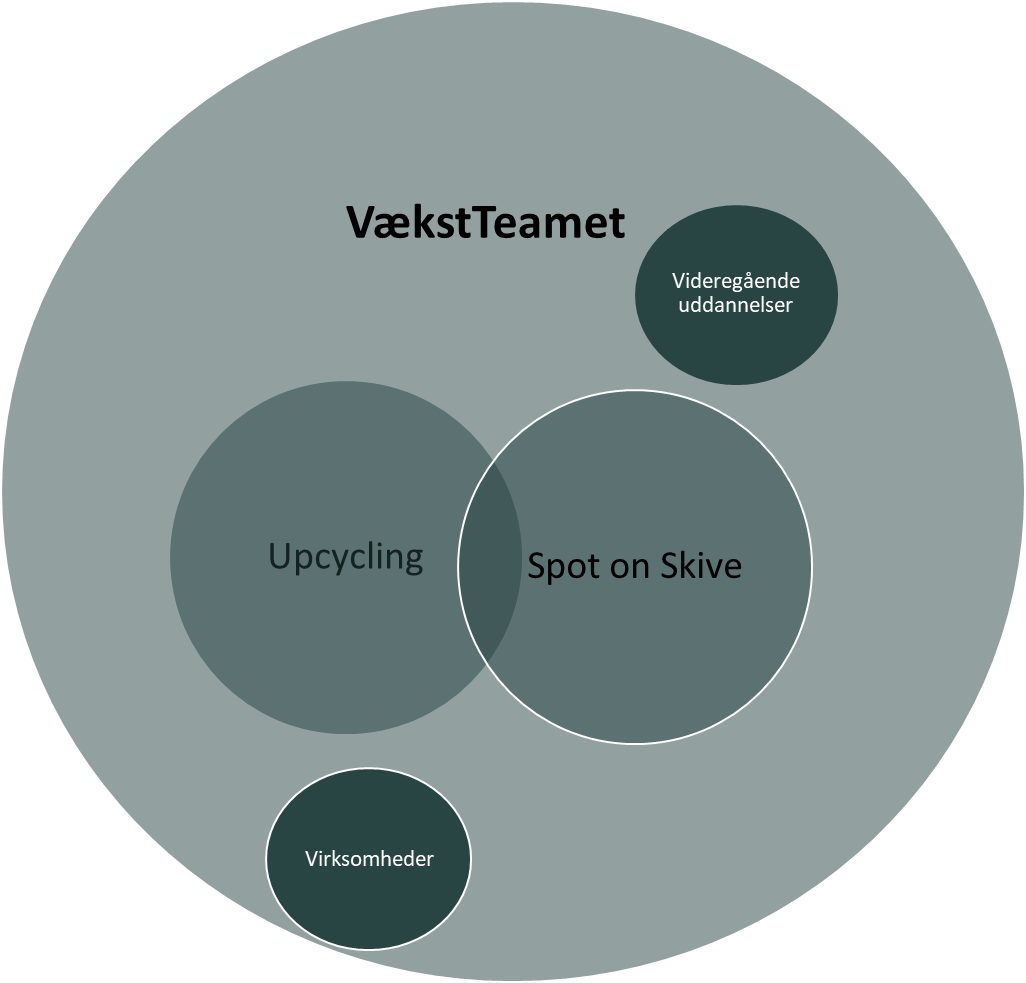 VækstTeamet
Videregående
uddannelser
Upcycling
Spot on Skive
Virksomheder